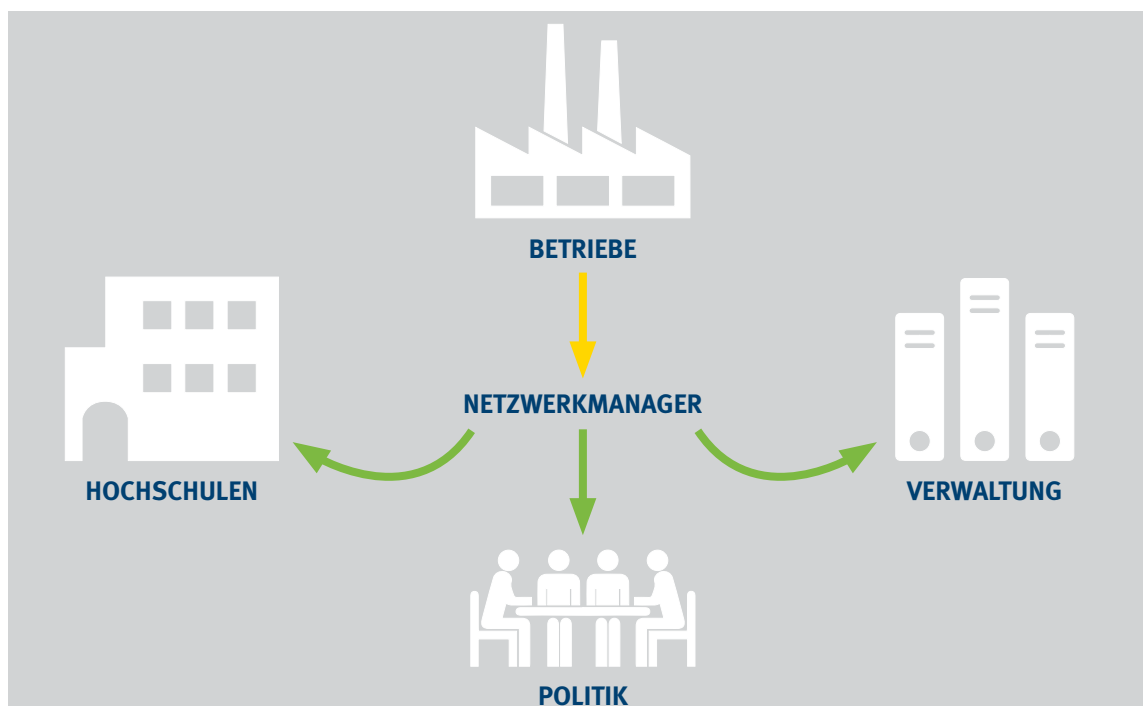 BETRIEBE
NETZWERKMANAGER
HOCHSCHULEN
VERWALTUNG
POLITIK